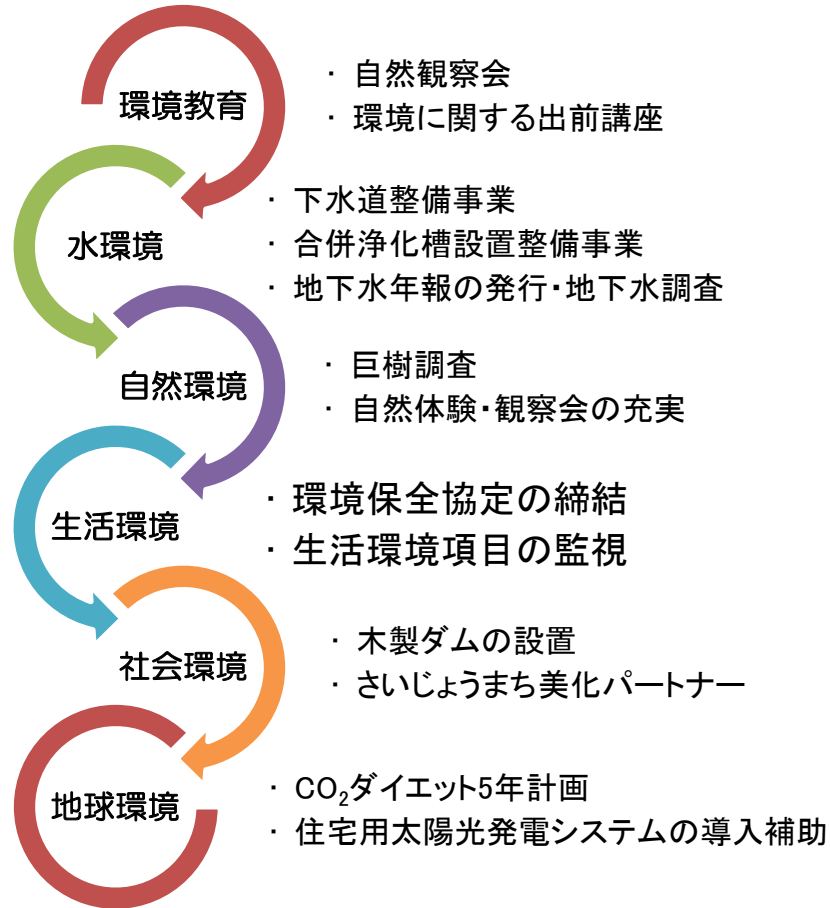 環境教育
・ 自然観察会
・ 環境に関する出前講座
水環境
・ 下水道整備事業
・ 合併浄化槽設置整備事業
・ 地下水年報の発行・地下水調査
自然環境
・ 巨樹調査
・ 自然体験・観察会の充実
生活環境
・ 環境保全協定の締結
・ 生活環境項目の監視
社会環境
・ 木製ダムの設置
・ さいじょうまち美化パートナー
地球環境
・ CO₂ダイエット5年計画
・ 住宅用太陽光発電システムの導入補助